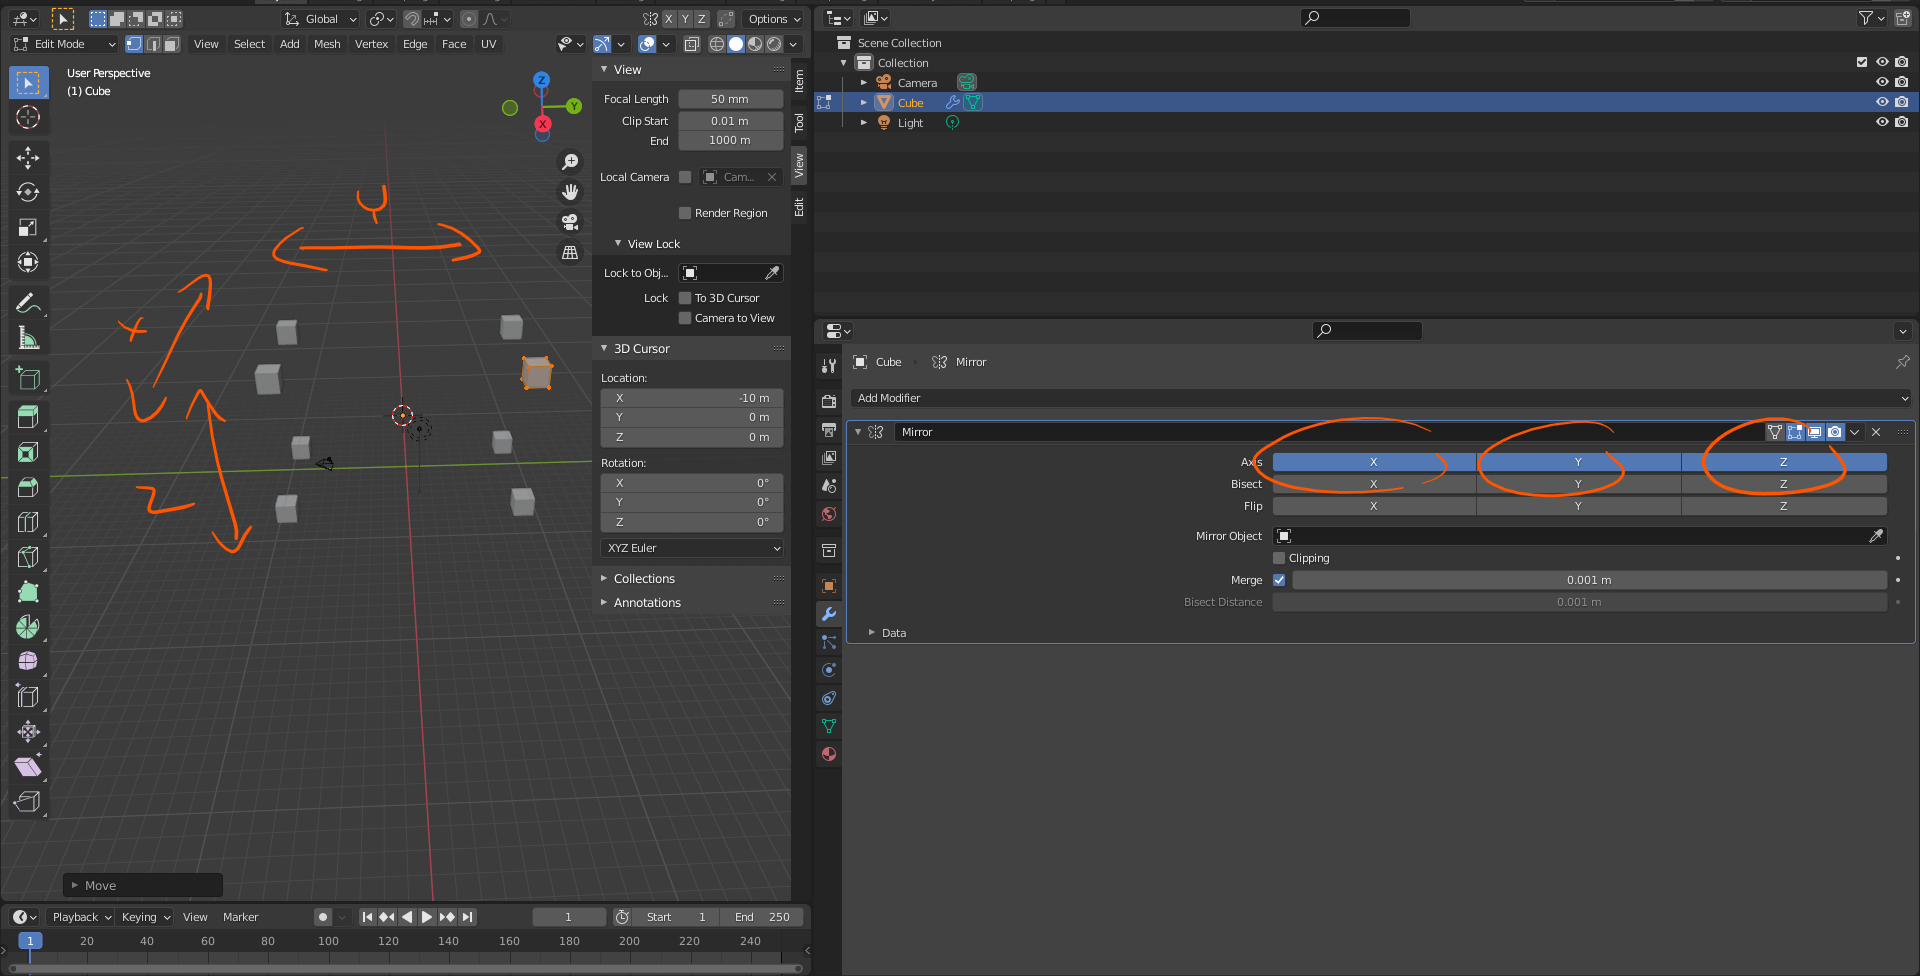 Global
X Y Z
Options
Edit Mode
View Select Add Mesh Vertex Edge Face UV
User Perspective
(1) Cube
Z
Y
X
Y
X
Z
View
Focal Length 50 mm
Clip Start 0.01 m
End 1000 m
Local Camera Cam...
Render Region
View Lock
Lock to Obj...
Lock To 3D Cursor
Camera to View
3D Cursor
Location:
X -10 m
Y 0 m
Z 0 m
Rotation:
X 0°
Y 0°
Z 0°
XYZ Euler
Collections
Annotations
Item
Tool
View
Edit
Move
Playback Keying View Marker
1
Start 1
End 250
1 20 40 60 80 100 120 140 160 180 200 220 240
Scene Collection
Collection
Camera
Cube
Light
Cube Mirror
Add Modifier
Mirror
Axis X Y Z
Bisect X Y Z
Flip X Y Z
Mirror Object
Clipping
Merge 0.001 m
Bisect Distance 0.001 m
Data